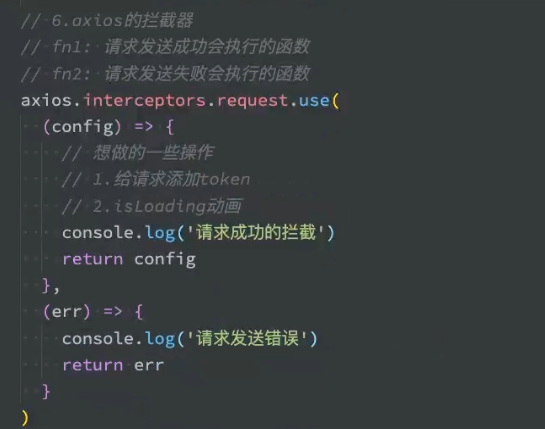 // 6.axios的拦截器
// fn1: 请求发送成功会执行的函数
// fn2: 请求发送失败会执行的函数
axios.interceptors.request.use(
  (config) => {
    // 想做的一些操作
    // 1.给请求添加token
    // 2.isLoading动画
    console.log('请求成功的拦截')
    return config
  },
  (err) => {
    console.log('请求发送错误')
    return err
  }
)